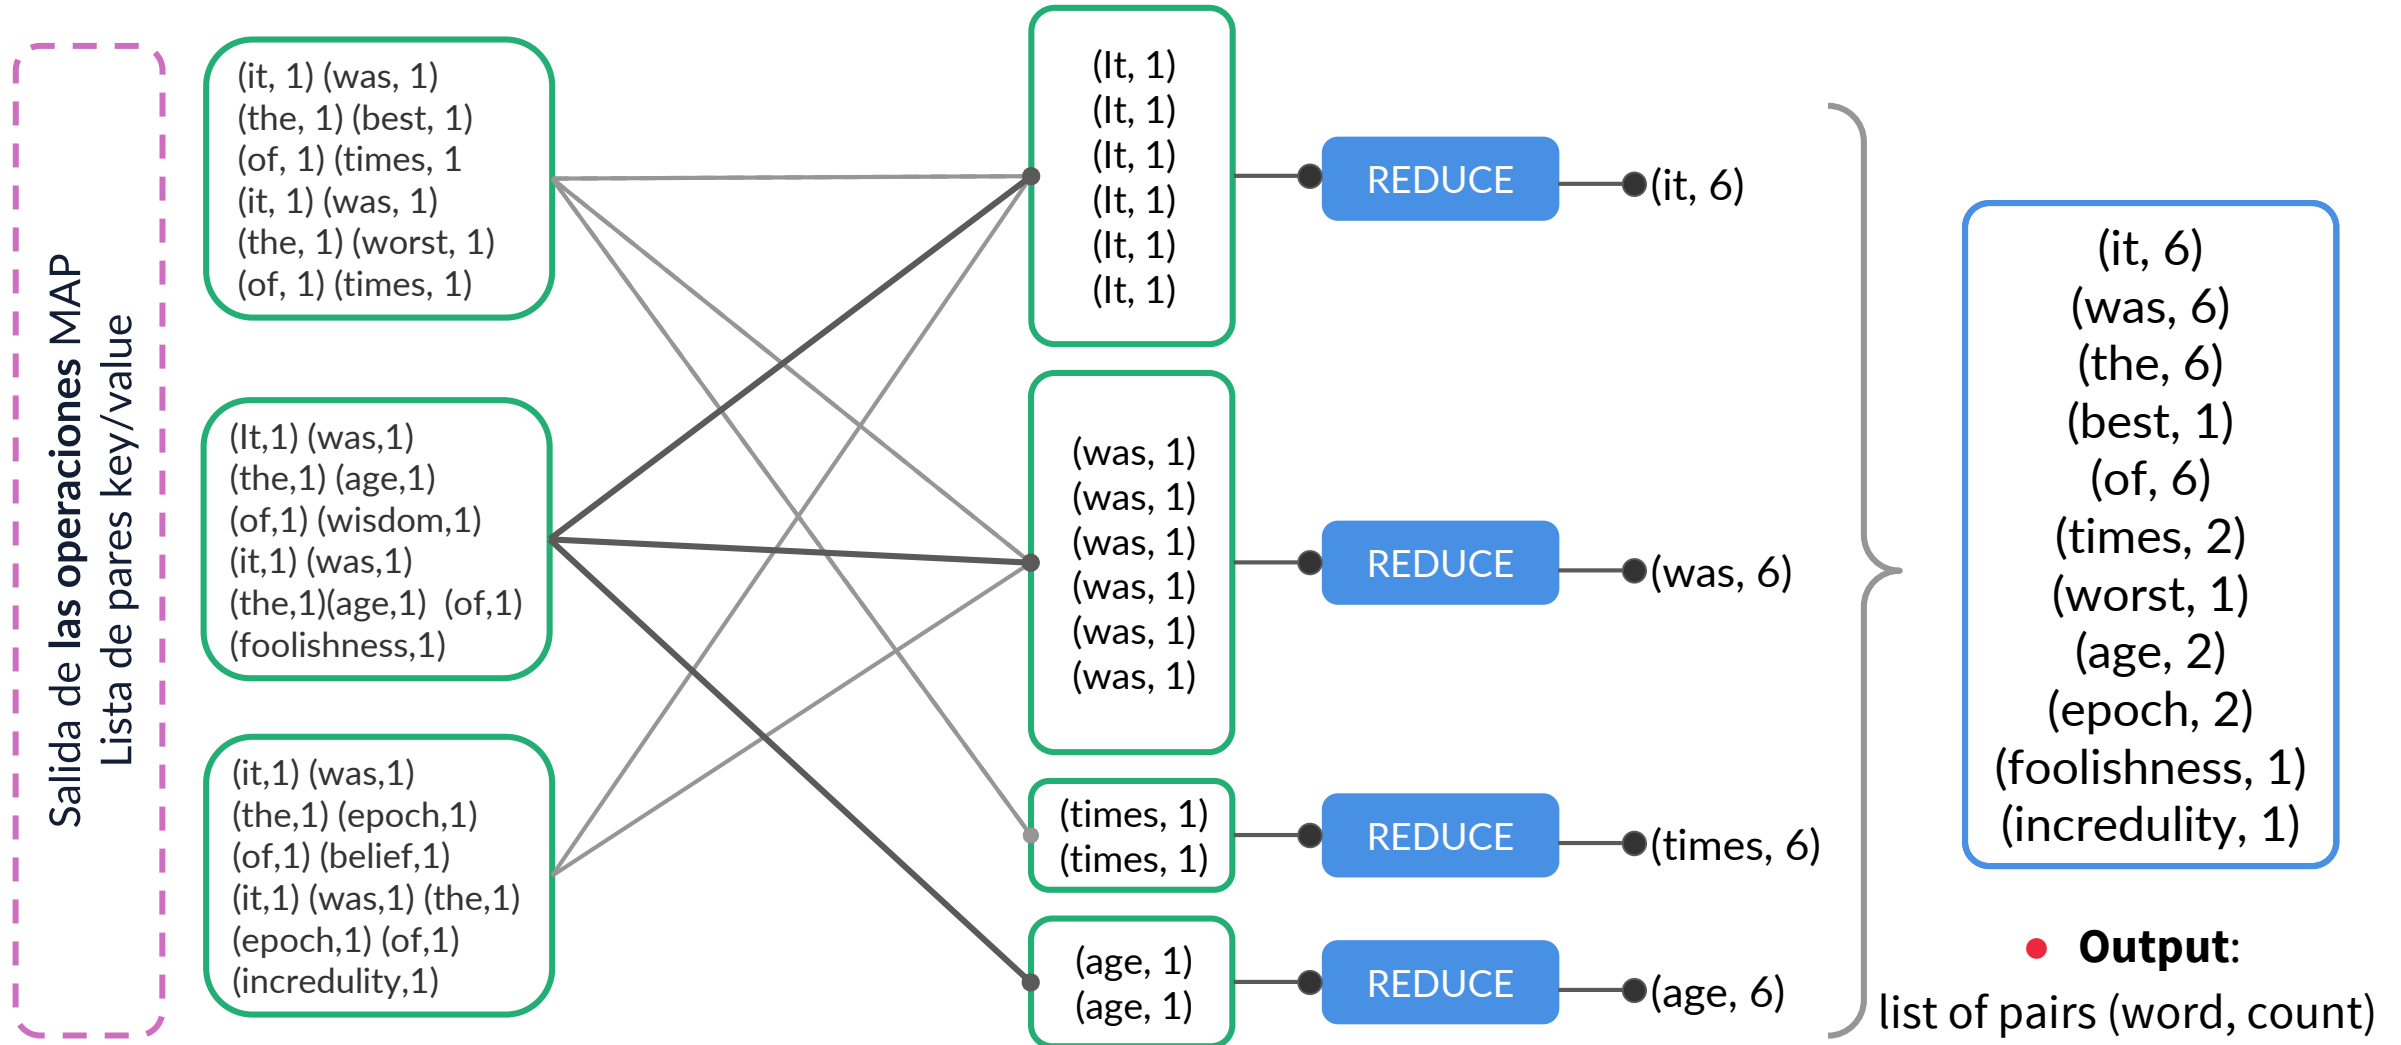 Salida de las operaciones MAP
Lista de pares key/value
(it, 1) (was, 1)
(the, 1) (best, 1)
(of, 1) (times, 1
(it, 1) (was, 1)
(the, 1) (worst, 1)
(of, 1) (times, 1)
(It,1) (was,1)
(the,1) (age,1)
(of,1) (wisdom,1)
(it,1) (was,1)
(the,1)(age,1)  (of,1)
(foolishness,1)
(it,1) (was,1)
(the,1) (epoch,1)
(of,1) (belief,1)
(it,1) (was,1) (the,1)
(epoch,1) (of,1)
(incredulity,1)
(It, 1)
(It, 1)
(It, 1)
(It, 1)
(It, 1)
(It, 1)
(was, 1)
(was, 1)
(was, 1)
(was, 1)
(was, 1)
(was, 1)
(times, 1)
(times, 1)
(age, 1)
(age, 1)
REDUCE
(it, 6)
REDUCE
(was, 6)
REDUCE
(times, 6)
REDUCE
(age, 6)
(it, 6)
(was, 6)
(the, 6)
(best, 1)
(of, 6)
(times, 2)
(worst, 1)
(age, 2)
(epoch, 2)
(foolishness, 1)
(incredulity, 1)
• Output:
list of pairs (word, count)